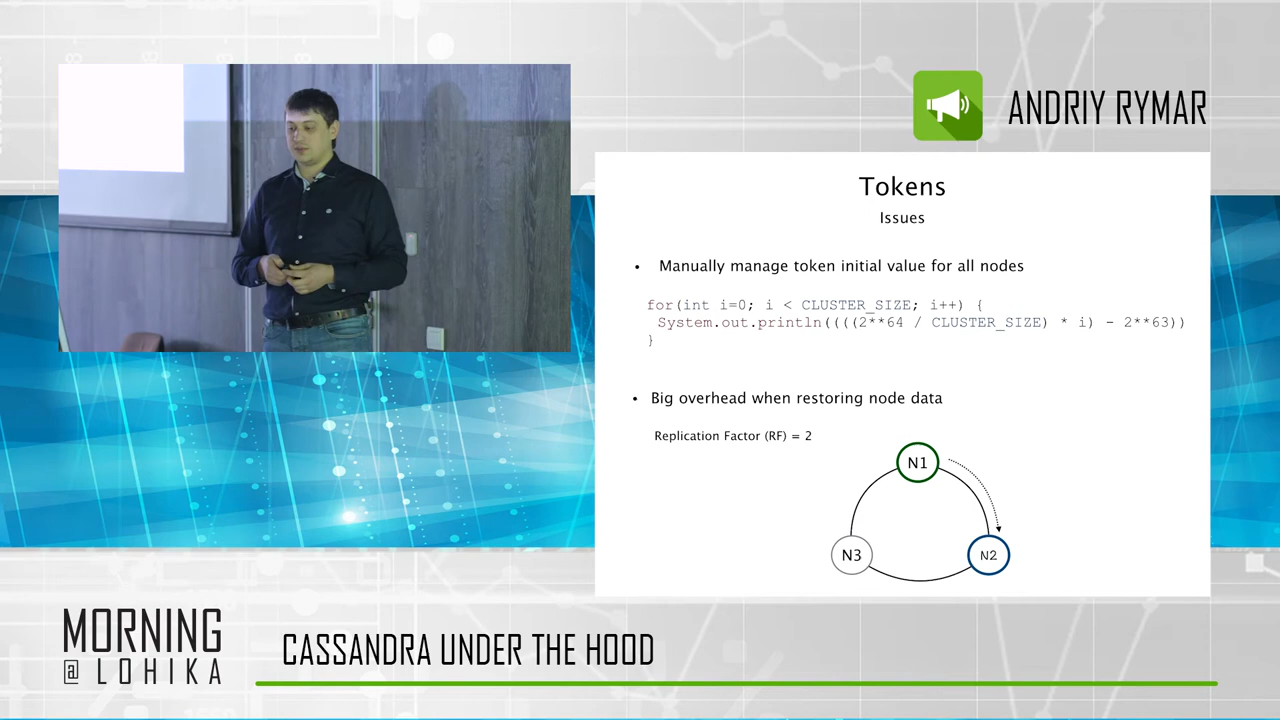 ANDRIY RYMAR
Tokens
Issues
• Manually manage token initial value for all nodes
for(int i=0; i < CLUSTER_SIZE; i++) {
System.out.println((((2**64 / CLUSTER_SIZE) * i) - 2**63))
}
• Big overhead when restoring node data
Replication Factor (RF) = 2
N1
N3
N2
MORNING
@ LOHIKA
CASSANDRA UNDER THE HOOD